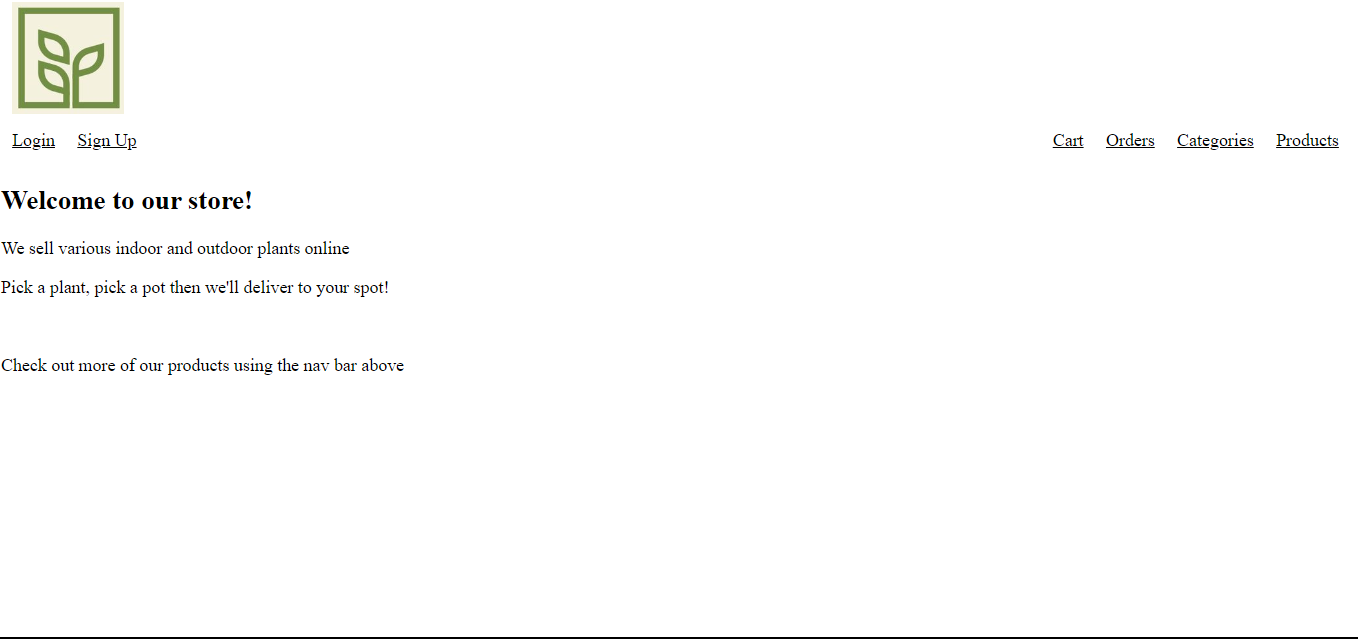 Login Sign Up Cart Orders Categories Products
Welcome to our store!
We sell various indoor and outdoor plants online
Pick a plant, pick a pot then we'll deliver to your spot!
Check out more of our products using the nav bar above